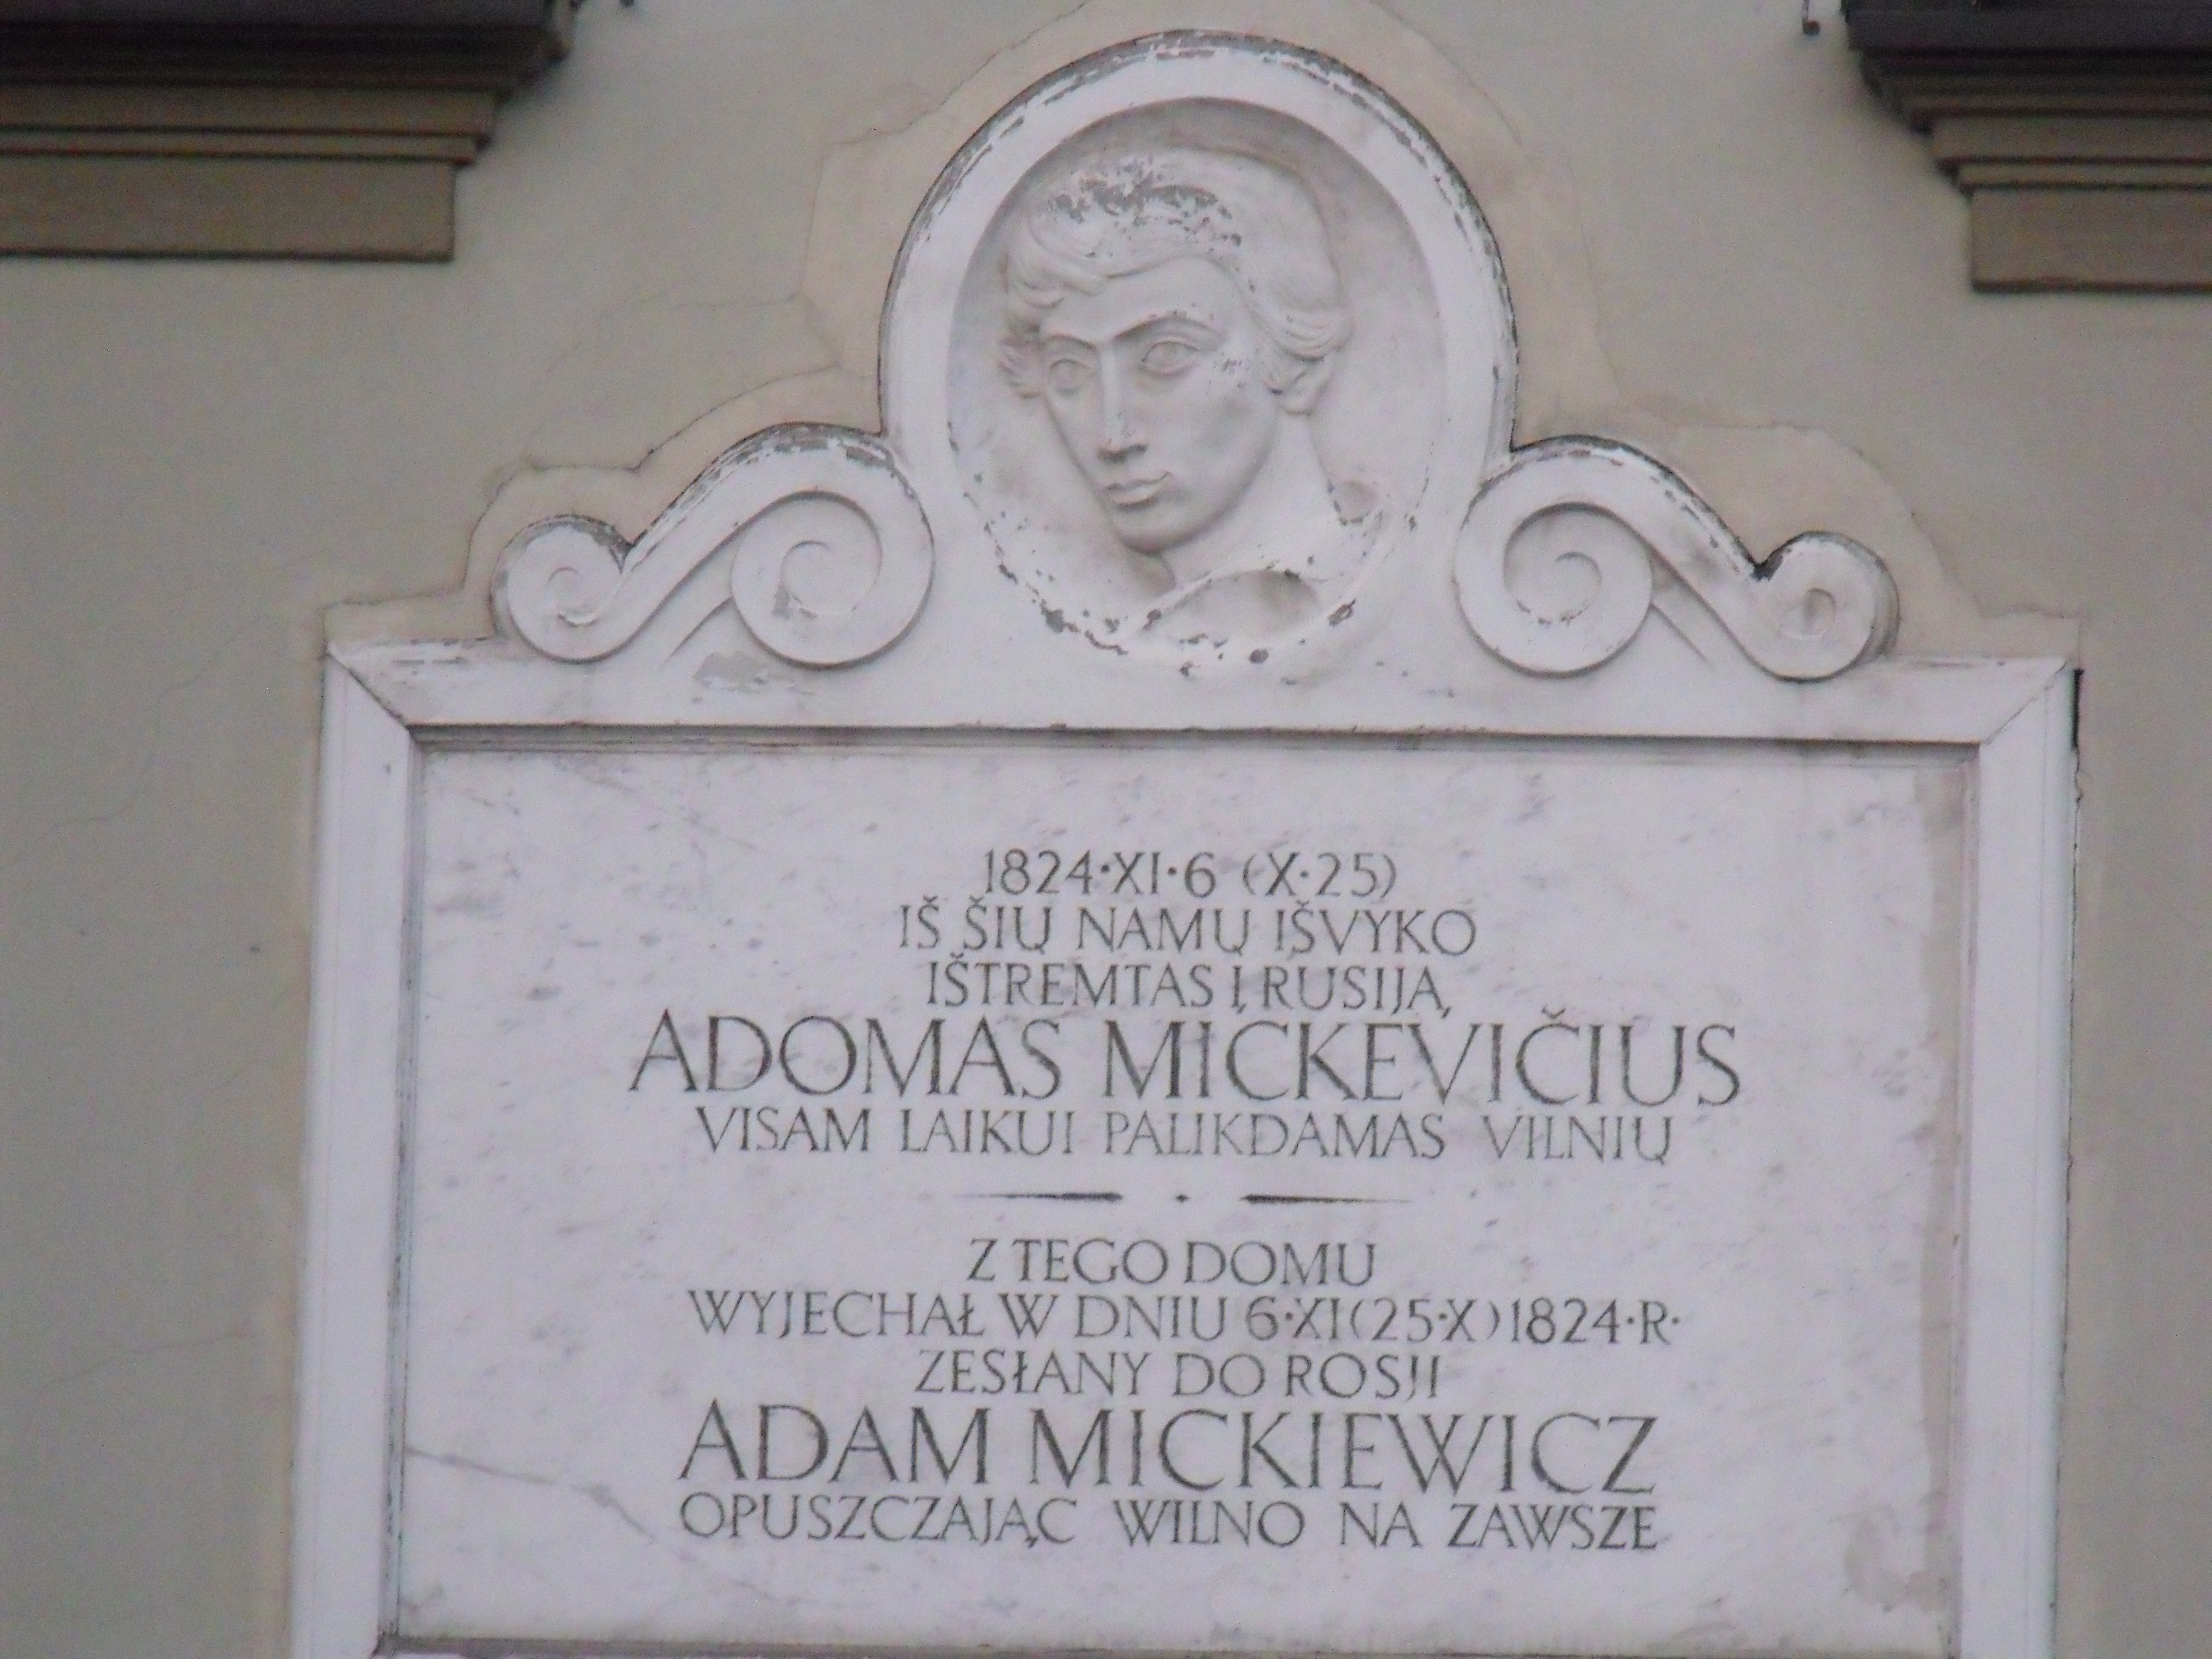 1824·XI·6 (X·25)
IŠ ŠIŲ NAMŲ IŠVYKO
IŠTREMTAS Į RUSIJĄ
ADOMAS MICKEVIČIUS
VISAM LAIKUI PALIKDAMAS VILNIŲ
Z TEGO DOMU
WYJECHAŁ W DNIU 6·XI(25·X)1824·R·
ZESŁANY DO ROSJI
ADAM MICKIEWICZ
OPUSZCZAJĄC WILNO NA ZAWSZE